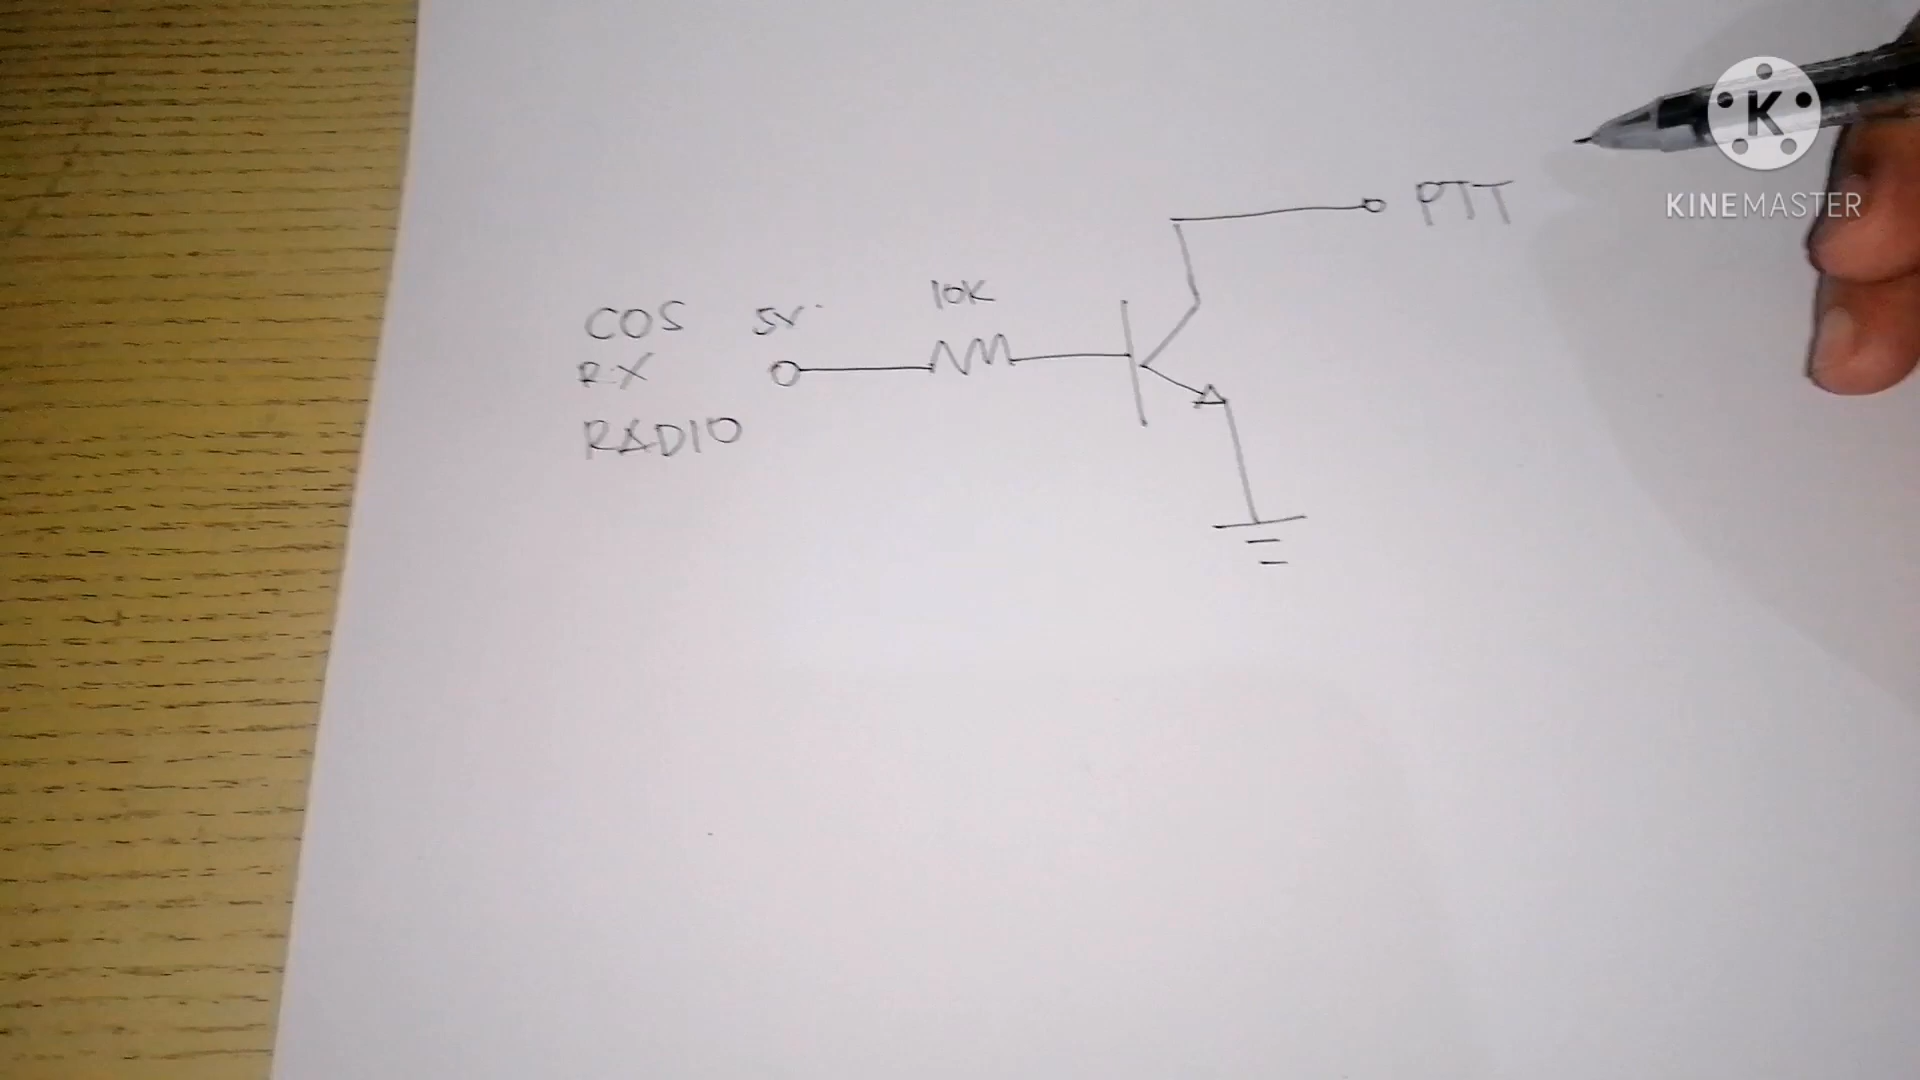 PTT
10K
COS 5V
RX
RADIO
K
KINEMASTER